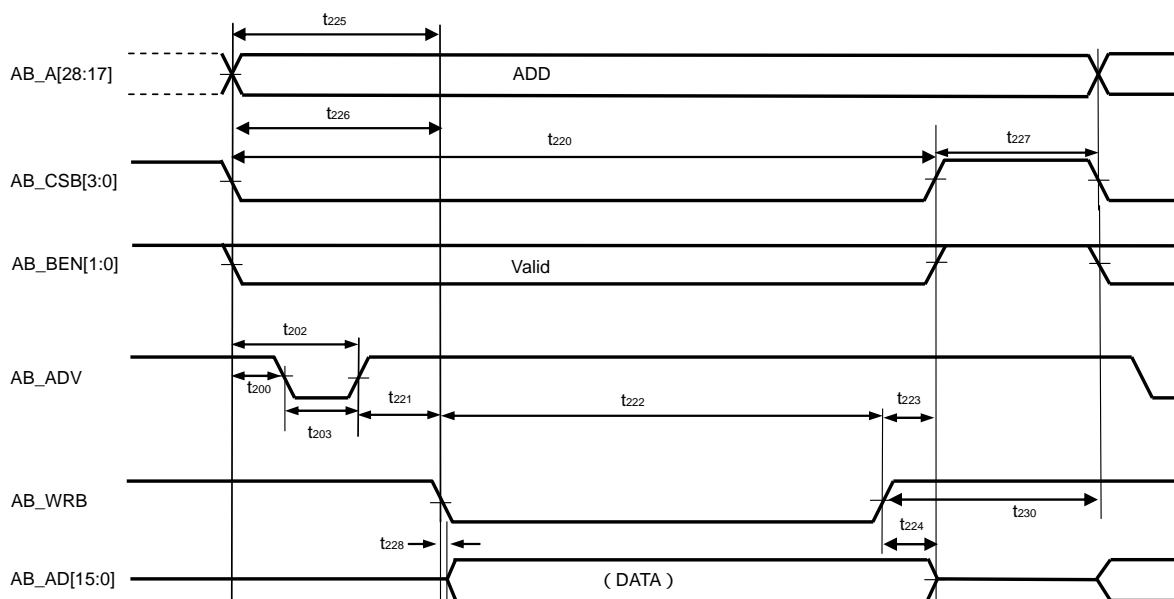 t225
AB_A[28:17] ADD
t226
t220 t227
AB_CSB[3:0]
AB_BEN[1:0] Valid
t202
AB_ADV
t200
t221 t222 t223
t203
AB_WRB
t230
t224
t228
AB_AD[15:0] (DATA)